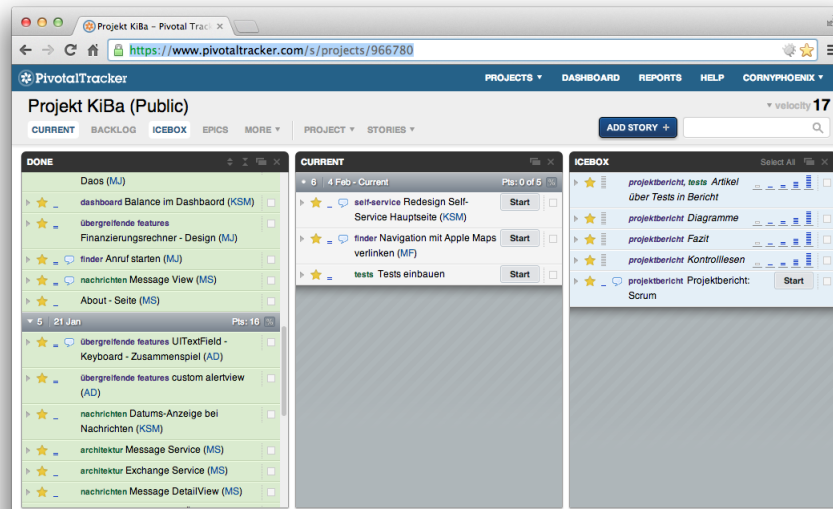 Projekt KiBa – Pivotal Trac
https://www.pivotaltracker.com/s/projects/966780
PivotalTracker
PROJECTS DASHBOARD REPORTS HELP CORNYPHOENIX
Projekt KiBa (Public)
velocity 17
CURRENT BACKLOG ICEBOX EPICS MORE PROJECT STORIES
ADD STORY +
DONE
Daos (MJ)
dashboard Balance im Dashbaord (KSM)
übergreifende features
Finanzierungsrechner - Design (MJ)
finder Anruf starten (MJ)
nachrichten Message View (MS)
About - Seite (MS)
5 21 Jan Pts: 16 %
übergreifende features UITextField -
Keyboard - Zusammenspiel (AD)
übergreifende features custom alertview
(AD)
nachrichten Datums-Anzeige bei
Nachrichten (KSM)
architektur Message Service (MS)
architektur Exchange Service (MS)
nachrichten Message DetailView (MS)
CURRENT
6 4 Feb - Current Pts: 0 of 5 %
self-service Redesign Self-
Service Hauptseite (KSM)
Start
finder Navigation mit Apple Maps
verlinken (MF)
Start
tests Tests einbauen
Start
ICEBOX Select All
projektbericht, tests Artikel
über Tests in Bericht
projektbericht Diagramme
projektbericht Fazit
projektbericht Kontrolllesen
projektbericht Projektbericht:
Scrum
Start